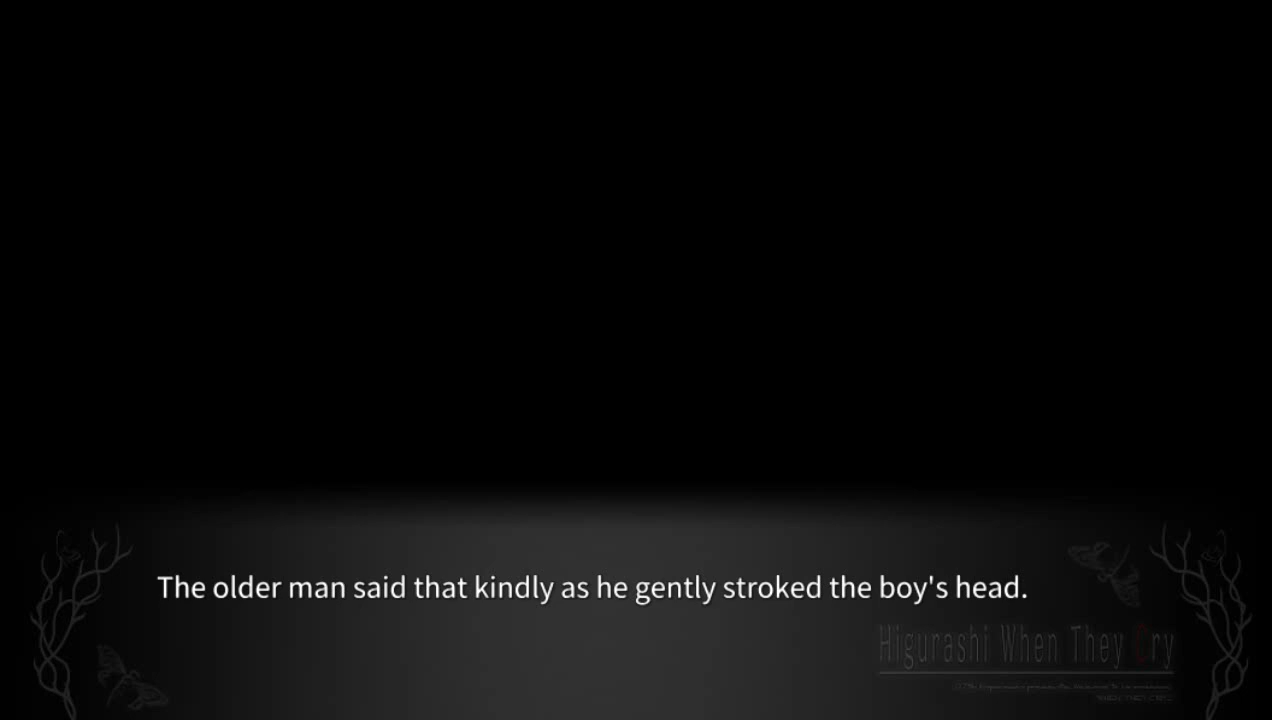 The older man said that kindly as he gently stroked the boy's head.
Higurashi When They Cry